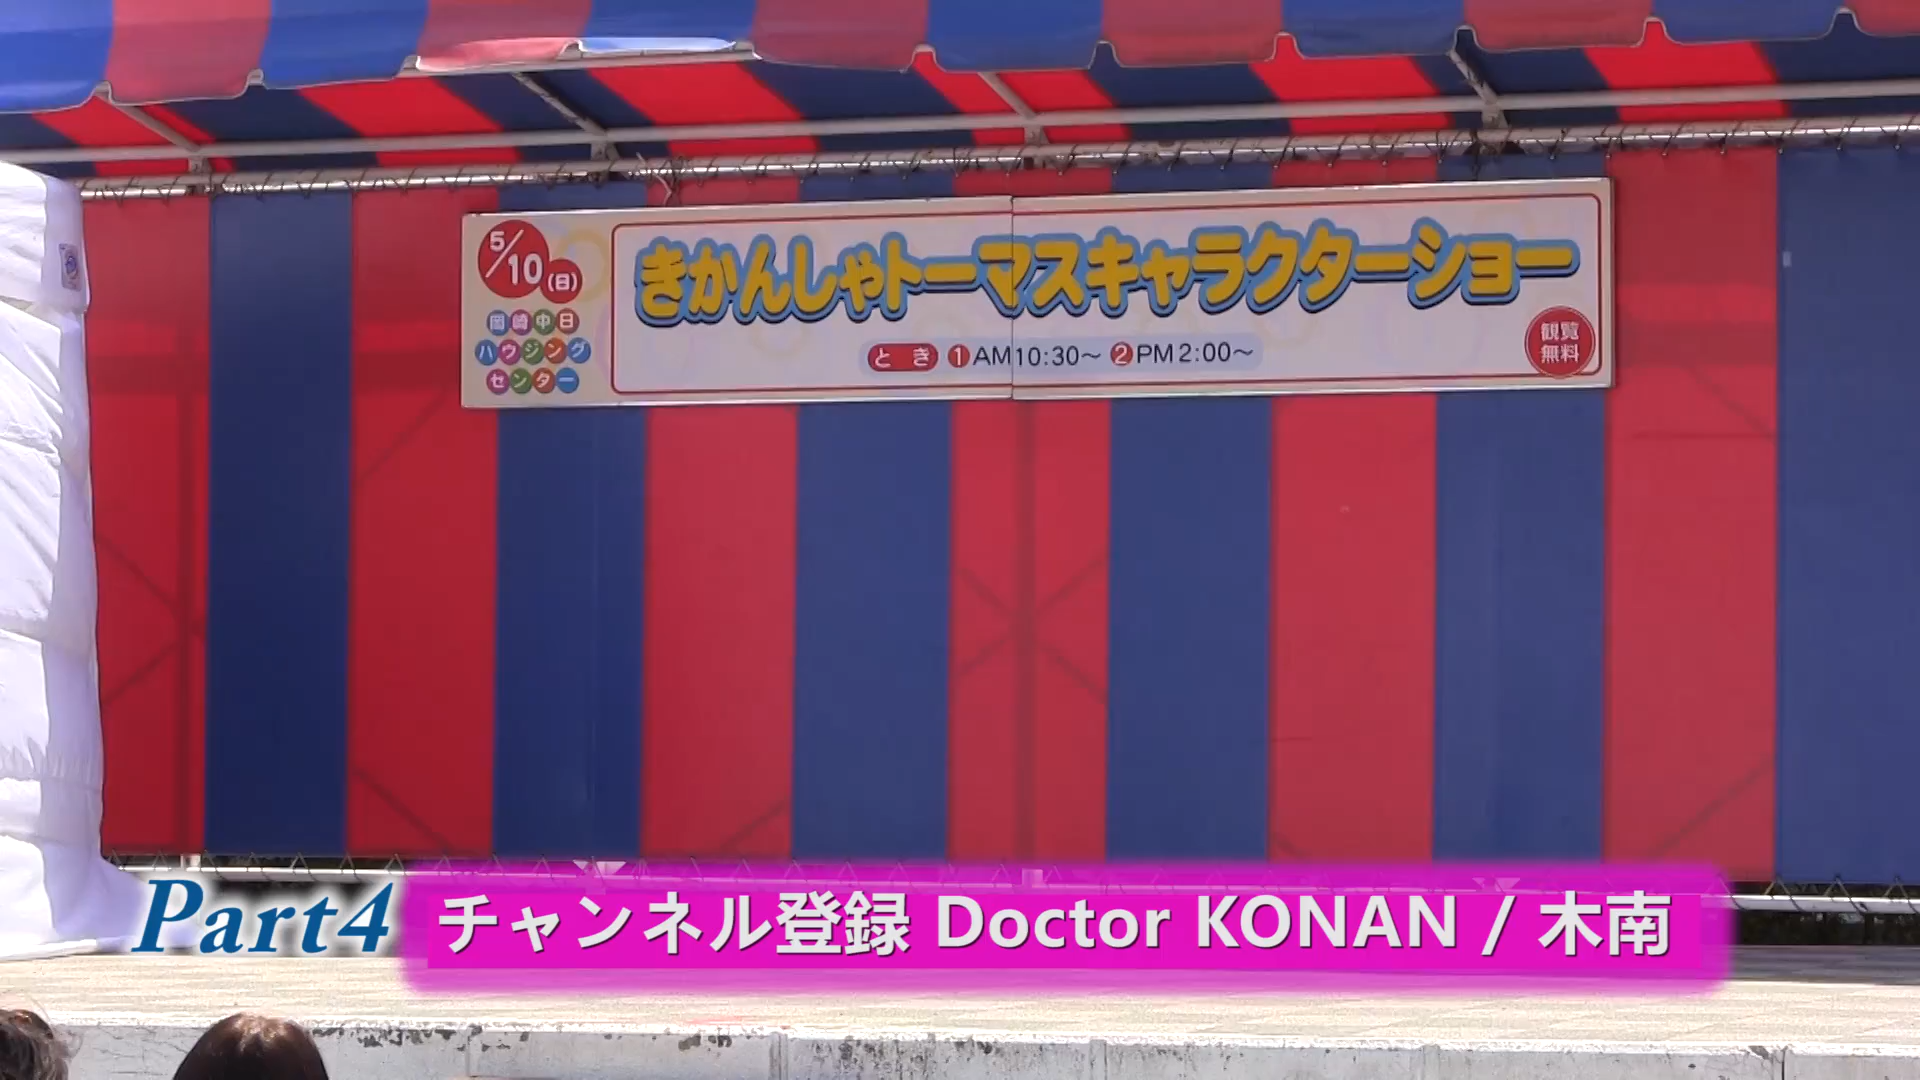 5/10(日)
岡崎中日
ハウジング
センター
きかんしゃトーマスキャラクターショー
とき ①AM10:30〜 ②PM2:00〜
観覧
無料
Part4
チャンネル登録 Doctor KONAN / 木南